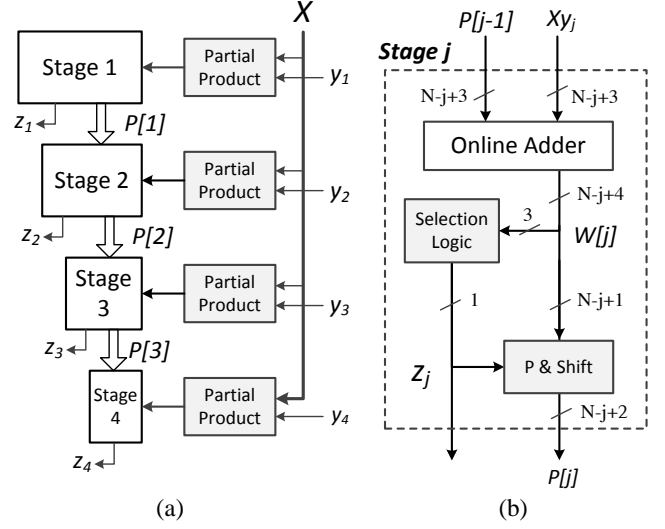 X
Stage 1
Partial Product
y1
z1
P[1]
Stage 2
Partial Product
y2
z2
P[2]
Stage 3
Partial Product
y3
z3
P[3]
Stage 4
Partial Product
y4
z4
(a)
P[j-1]
Xyj
Stage j
N-j+3
N-j+3
Online Adder
N-j+4
Selection Logic
3
W[j]
1
N-j+1
Zj
P & Shift
N-j+2
P[j]
(b)